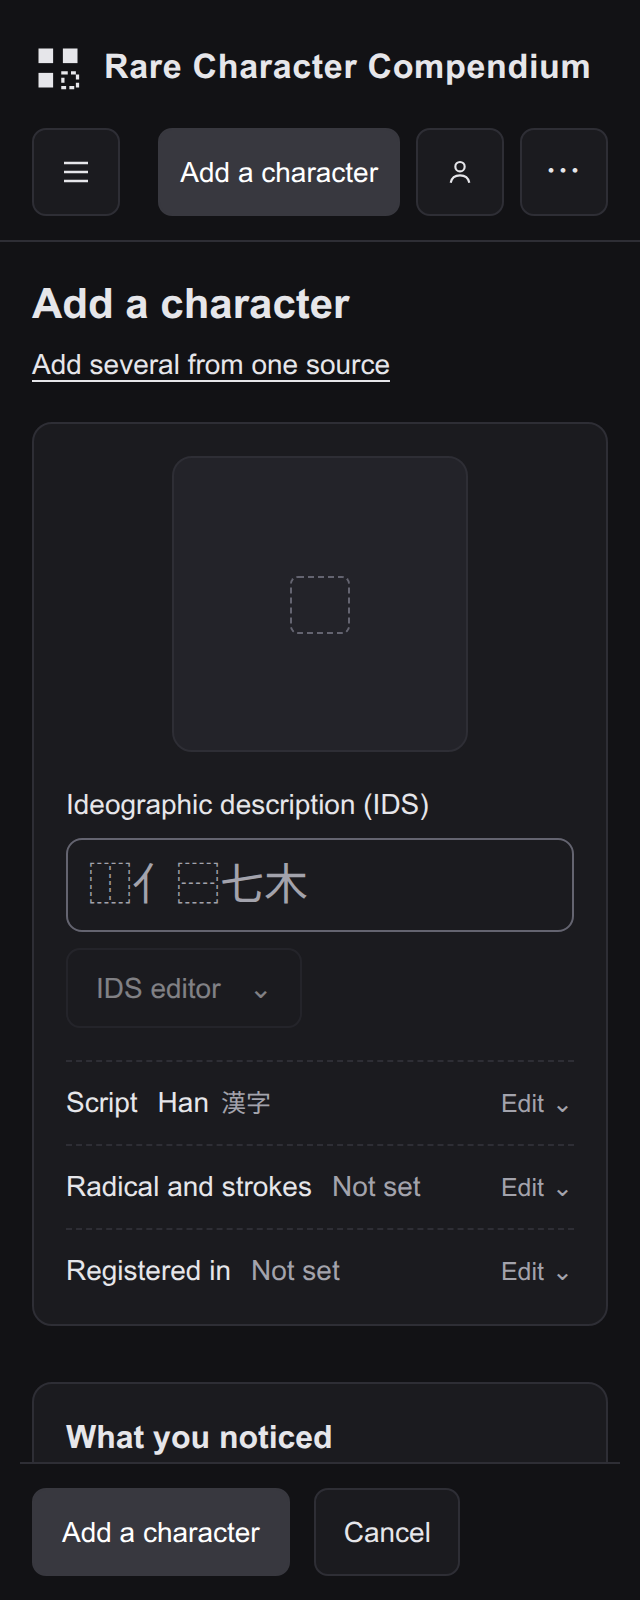 Rare Character Compendium
Add a character
Add a character
Add several from one source
Ideographic description (IDS)
⿰亻⿱七木
IDS editor
Script Han 漢字 Edit
Radical and strokes Not set Edit
Registered in Not set Edit
What you noticed
Add a character Cancel